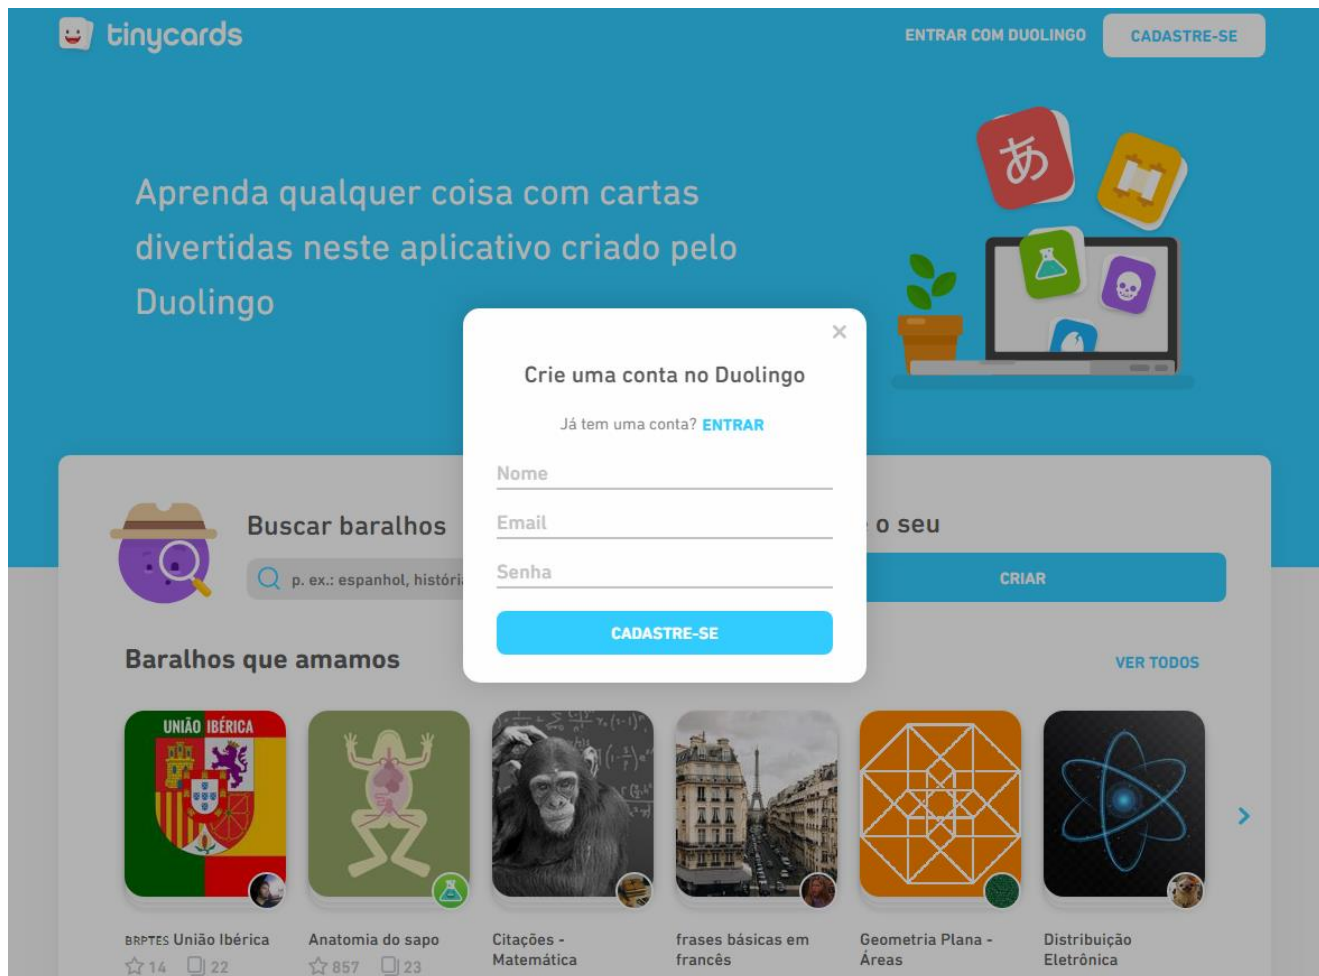 tinycards
ENTRAR COM DUOLINGO
CADASTRE-SE
あ
Aprenda qualquer coisa com cartas
divertidas neste aplicativo criado pelo
Duolingo
×
Crie uma conta no Duolingo
Já tem uma conta? ENTRAR
Nome
Email
Senha
CADASTRE-SE
Buscar baralhos
p. ex.: espanhol, históri
o seu
CRIAR
Baralhos que amamos
VER TODOS
UNIÃO IBÉRICA
BRPTES União Ibérica
14 22
Anatomia do sapo
857 23
Citações -
Matemática
frases básicas em
francês
Geometria Plana -
Áreas
Distribuição
Eletrônica